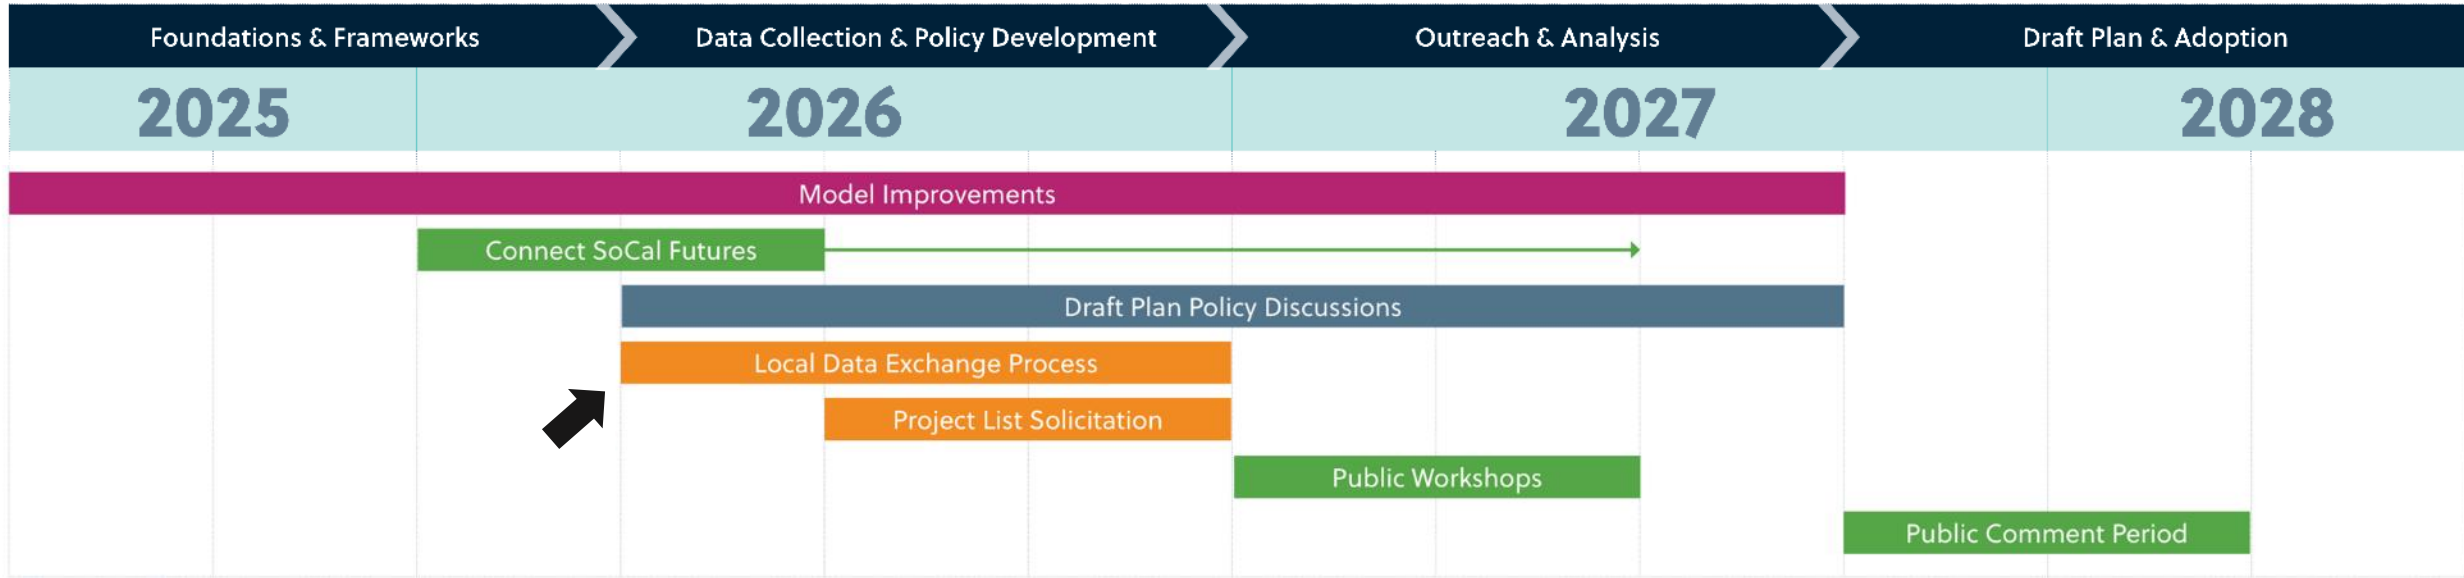 Foundations & Frameworks
Data Collection & Policy Development
Outreach & Analysis
Draft Plan & Adoption
2025
2026
2027
2028
Model Improvements
Connect SoCal Futures
Draft Plan Policy Discussions
Local Data Exchange Process
Project List Solicitation
Public Workshops
Public Comment Period